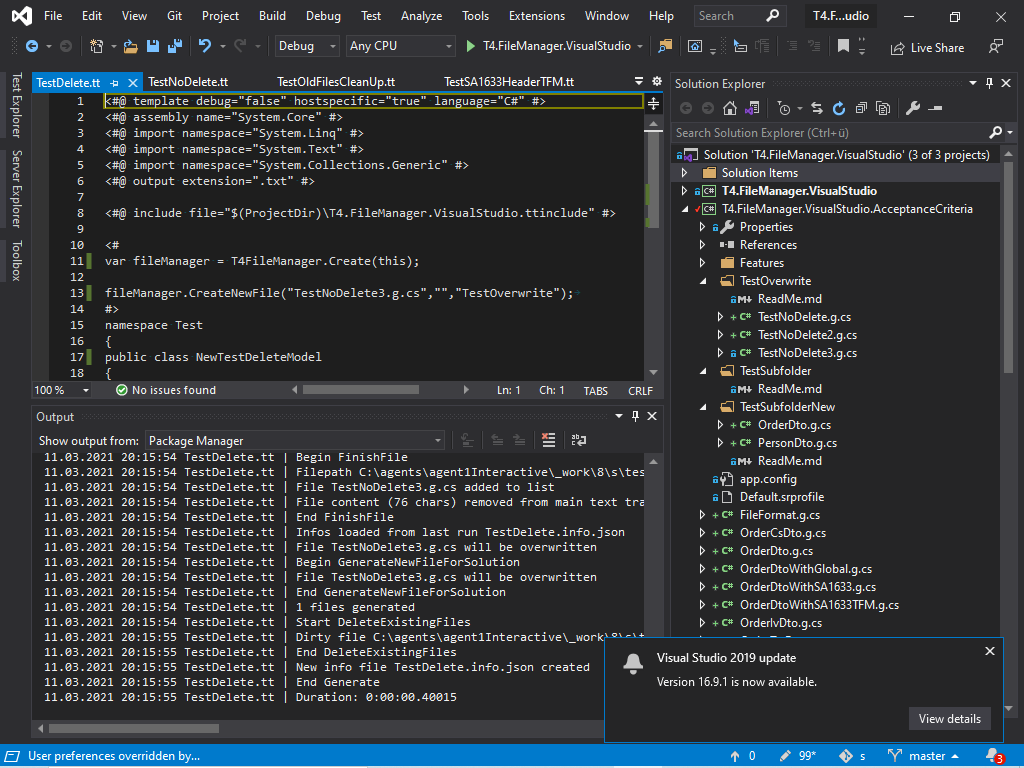 File Edit View Git Project Build Debug Test Analyze Tools Extensions Window Help Search T4.F...udio
Debug Any CPU T4.FileManager.VisualStudio Live Share
Test Explorer
Server Explorer
Toolbox
TestDelete.tt TestNoDelete.tt TestOldFilesCleanUp.tt TestSA1633HeaderTFM.tt
1 <#@ template debug="false" hostspecific="true" language="C#" #>
2 <#@ assembly name="System.Core" #>
3 <#@ import namespace="System.Linq" #>
4 <#@ import namespace="System.Text" #>
5 <#@ import namespace="System.Collections.Generic" #>
6 <#@ output extension=".txt" #>
7
8 <#@ include file="$(ProjectDir)\T4.FileManager.VisualStudio.ttinclude" #>
9
10 <#
11 var fileManager = T4FileManager.Create(this);
12
13 fileManager.CreateNewFile("TestNoDelete3.g.cs","","TestOverwrite");
14 #>
15 namespace Test
16 {
17 public class NewTestDeleteModel
18 {
100 % No issues found Ln: 1 Ch: 1 TABS CRLF
Output
Show output from: Package Manager
11.03.2021 20:15:54 TestDelete.tt | Begin FinishFile
11.03.2021 20:15:54 TestDelete.tt | Filepath C:\agents\agent1Interactive\_work\8\s\tes
11.03.2021 20:15:54 TestDelete.tt | File TestNoDelete3.g.cs added to list
11.03.2021 20:15:54 TestDelete.tt | File content (76 chars) removed from main text tra
11.03.2021 20:15:54 TestDelete.tt | End FinishFile
11.03.2021 20:15:54 TestDelete.tt | Infos loaded from last run TestDelete.info.json
11.03.2021 20:15:54 TestDelete.tt | File TestNoDelete3.g.cs will be overwritten
11.03.2021 20:15:54 TestDelete.tt | Begin GenerateNewFileForSolution
11.03.2021 20:15:54 TestDelete.tt | File TestNoDelete3.g.cs will be overwritten
11.03.2021 20:15:54 TestDelete.tt | End GenerateNewFileForSolution
11.03.2021 20:15:54 TestDelete.tt | 1 files generated
11.03.2021 20:15:54 TestDelete.tt | Start DeleteExistingFiles
11.03.2021 20:15:55 TestDelete.tt | Dirty file C:\agents\agent1Interactive\_work\8\s\t
11.03.2021 20:15:55 TestDelete.tt | End DeleteExistingFiles
11.03.2021 20:15:55 TestDelete.tt | New info file TestDelete.info.json created
11.03.2021 20:15:55 TestDelete.tt | End Generate
11.03.2021 20:15:55 TestDelete.tt | Duration: 0:00:00.40015
Solution Explorer
Search Solution Explorer (Ctrl+ü)
Solution 'T4.FileManager.VisualStudio' (3 of 3 projects)
Solution Items
C# T4.FileManager.VisualStudio
C# T4.FileManager.VisualStudio.AcceptanceCriteria
Properties
References
Features
TestOverwrite
M ReadMe.md
+ C# TestNoDelete.g.cs
+ C# TestNoDelete2.g.cs
C# TestNoDelete3.g.cs
TestSubfolder
M ReadMe.md
TestSubfolderNew
+ C# OrderDto.g.cs
+ C# PersonDto.g.cs
M ReadMe.md
app.config
Default.srprofile
+ C# FileFormat.g.cs
+ C# OrderCsDto.g.cs
+ C# OrderDto.g.cs
+ C# OrderDtoWithGlobal.g.cs
+ C# OrderDtoWithSA1633.g.cs
+ C# OrderDtoWithSA1633TFM.g.cs
+ C# OrderIvDto.g.cs
Visual Studio 2019 update
Version 16.9.1 is now available.
View details
User preferences overridden by... 0 99* s master 3